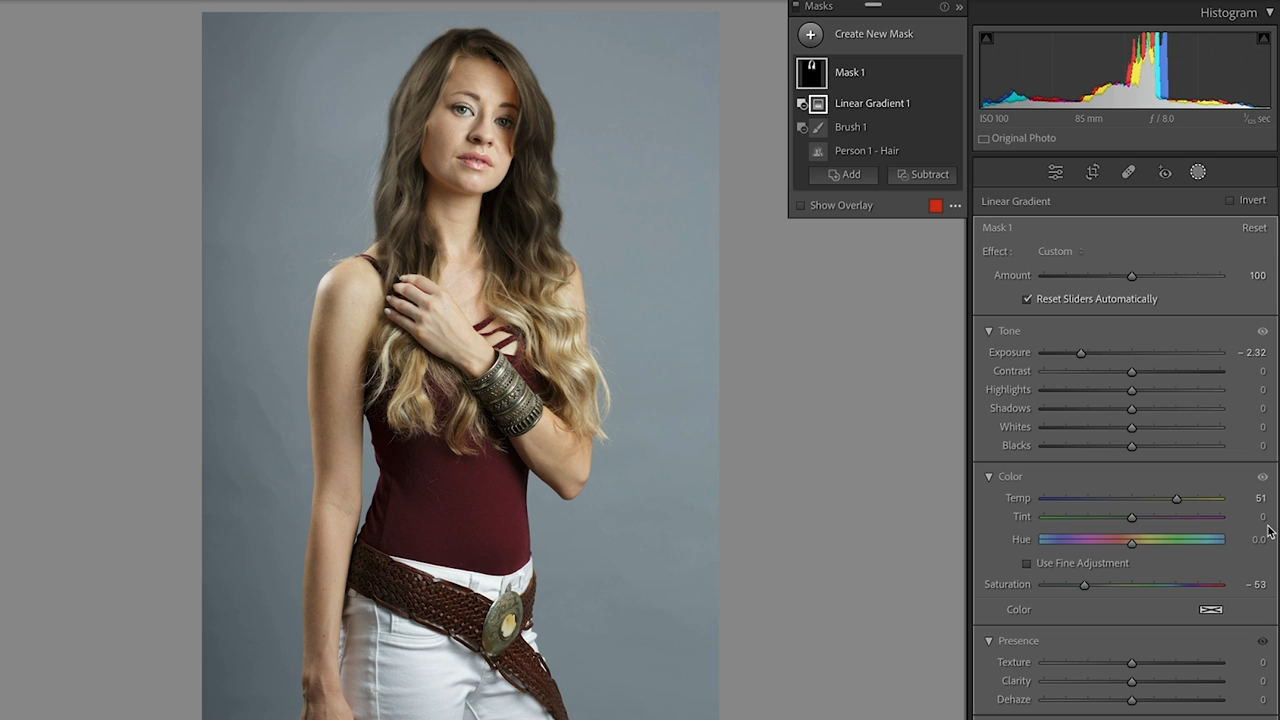 Masks
Create New Mask
Mask 1
Linear Gradient 1
Brush 1
Person 1 - Hair
Add
Subtract
Show Overlay
Histogram
ISO 100 85 mm ƒ / 8.0 1/125 sec
Original Photo
Linear Gradient Invert
Mask 1 Reset
Effect : Custom
Amount 100
Reset Sliders Automatically
Tone
Exposure – 2.32
Contrast 0
Highlights 0
Shadows 0
Whites 0
Blacks 0
Color
Temp 51
Tint 0
Hue 0.0
Use Fine Adjustment
Saturation – 53
Color
Presence
Texture 0
Clarity 0
Dehaze 0